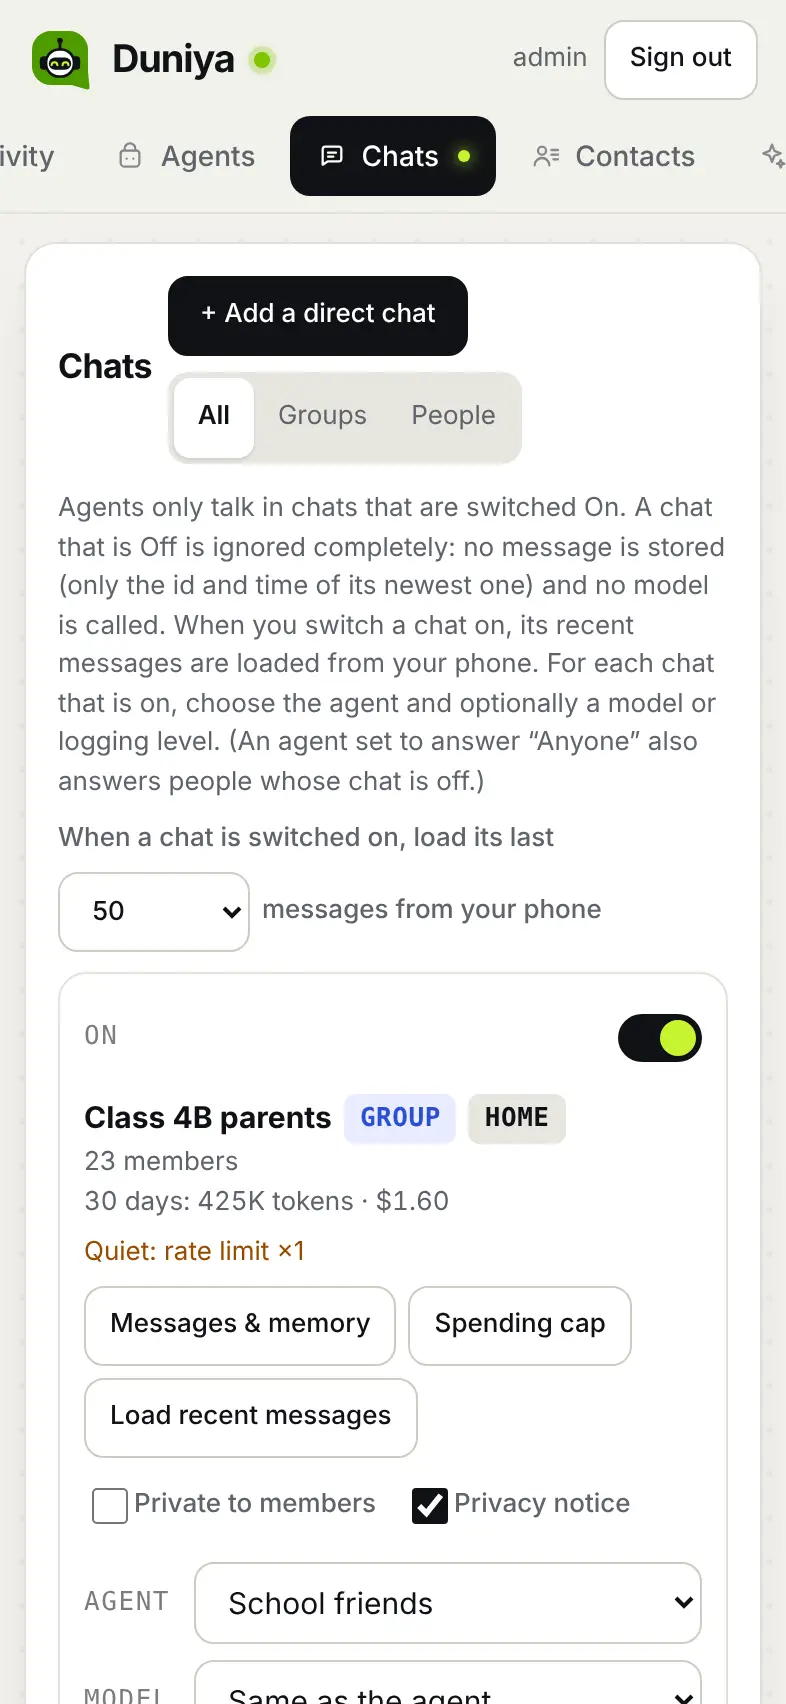 Duniya
admin
Sign out
ivity
Agents
Chats
Contacts
Chats
+ Add a direct chat
All
Groups
People
Agents only talk in chats that are switched On. A chat
that is Off is ignored completely: no message is stored
(only the id and time of its newest one) and no model
is called. When you switch a chat on, its recent
messages are loaded from your phone. For each chat
that is on, choose the agent and optionally a model or
logging level. (An agent set to answer “Anyone” also
answers people whose chat is off.)
When a chat is switched on, load its last
50 messages from your phone
ON
Class 4B parents GROUP HOME
23 members
30 days: 425K tokens · $1.60
Quiet: rate limit ×1
Messages & memory
Spending cap
Load recent messages
Private to members
Privacy notice
AGENT School friends
MODEL Same as the agent